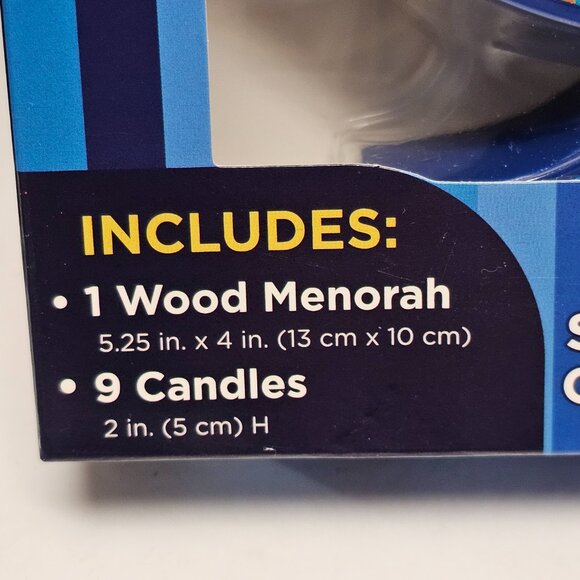 INCLUDES:
• 1 Wood Menorah
5.25 in. x 4 in. (13 cm x 10 cm)
• 9 Candles
2 in. (5 cm) H